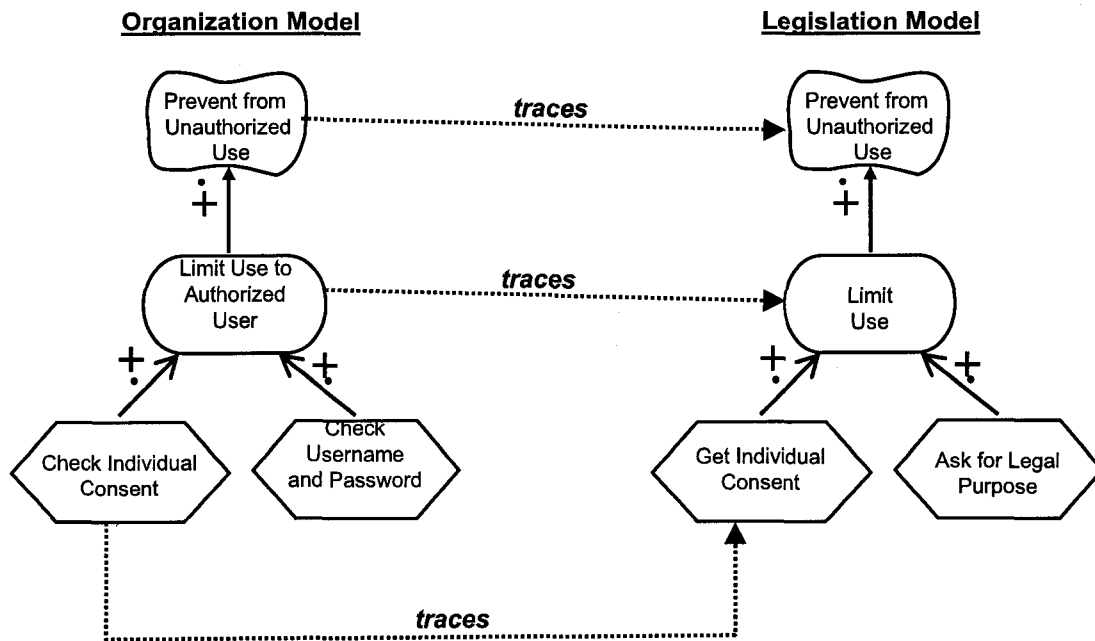 Organization Model
Legislation Model
Prevent from
Unauthorized
Use
traces
Prevent from
Unauthorized
Use
+
+
Limit Use to
Authorized
User
traces
Limit
Use
+
+
+
+
Check Individual
Consent
Check
Username
and Password
Get Individual
Consent
Ask for Legal
Purpose
traces